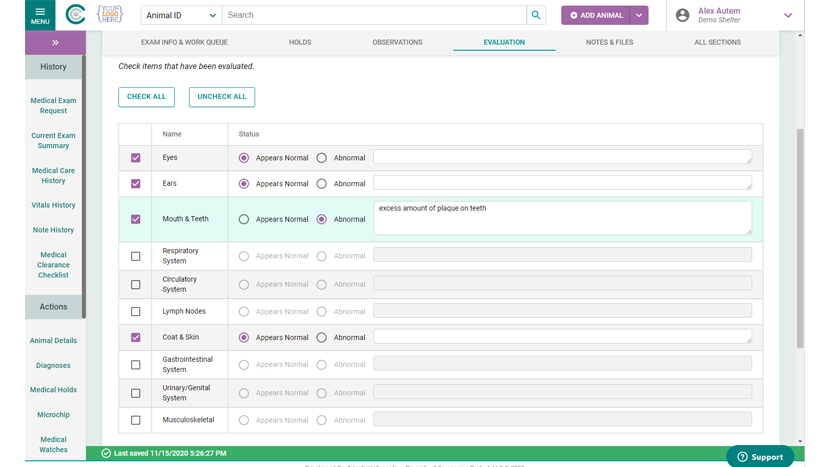 MENU
{YOUR
LOGO
HERE}
Animal ID
Search
ADD ANIMAL
Alex Autem
Demo Shelter
EXAM INFO & WORK QUEUE
HOLDS
OBSERVATIONS
EVALUATION
NOTES & FILES
ALL SECTIONS
History
Medical Exam
Request
Current Exam
Summary
Medical Care
History
Vitals History
Note History
Medical
Clearance
Checklist
Actions
Animal Details
Diagnoses
Medical Holds
Microchip
Medical
Watches
Check items that have been evaluated.
CHECK ALL
UNCHECK ALL
Name Status
Eyes Appears Normal Abnormal
Ears Appears Normal Abnormal
Mouth & Teeth Appears Normal Abnormal excess amount of plaque on teeth
Respiratory
System Appears Normal Abnormal
Circulatory
System Appears Normal Abnormal
Lymph Nodes Appears Normal Abnormal
Coat & Skin Appears Normal Abnormal
Gastrointestinal
System Appears Normal Abnormal
Urinary/Genital
System Appears Normal Abnormal
Musculoskeletal Appears Normal Abnormal
Last saved 11/15/2020 5:26:27 PM
Support